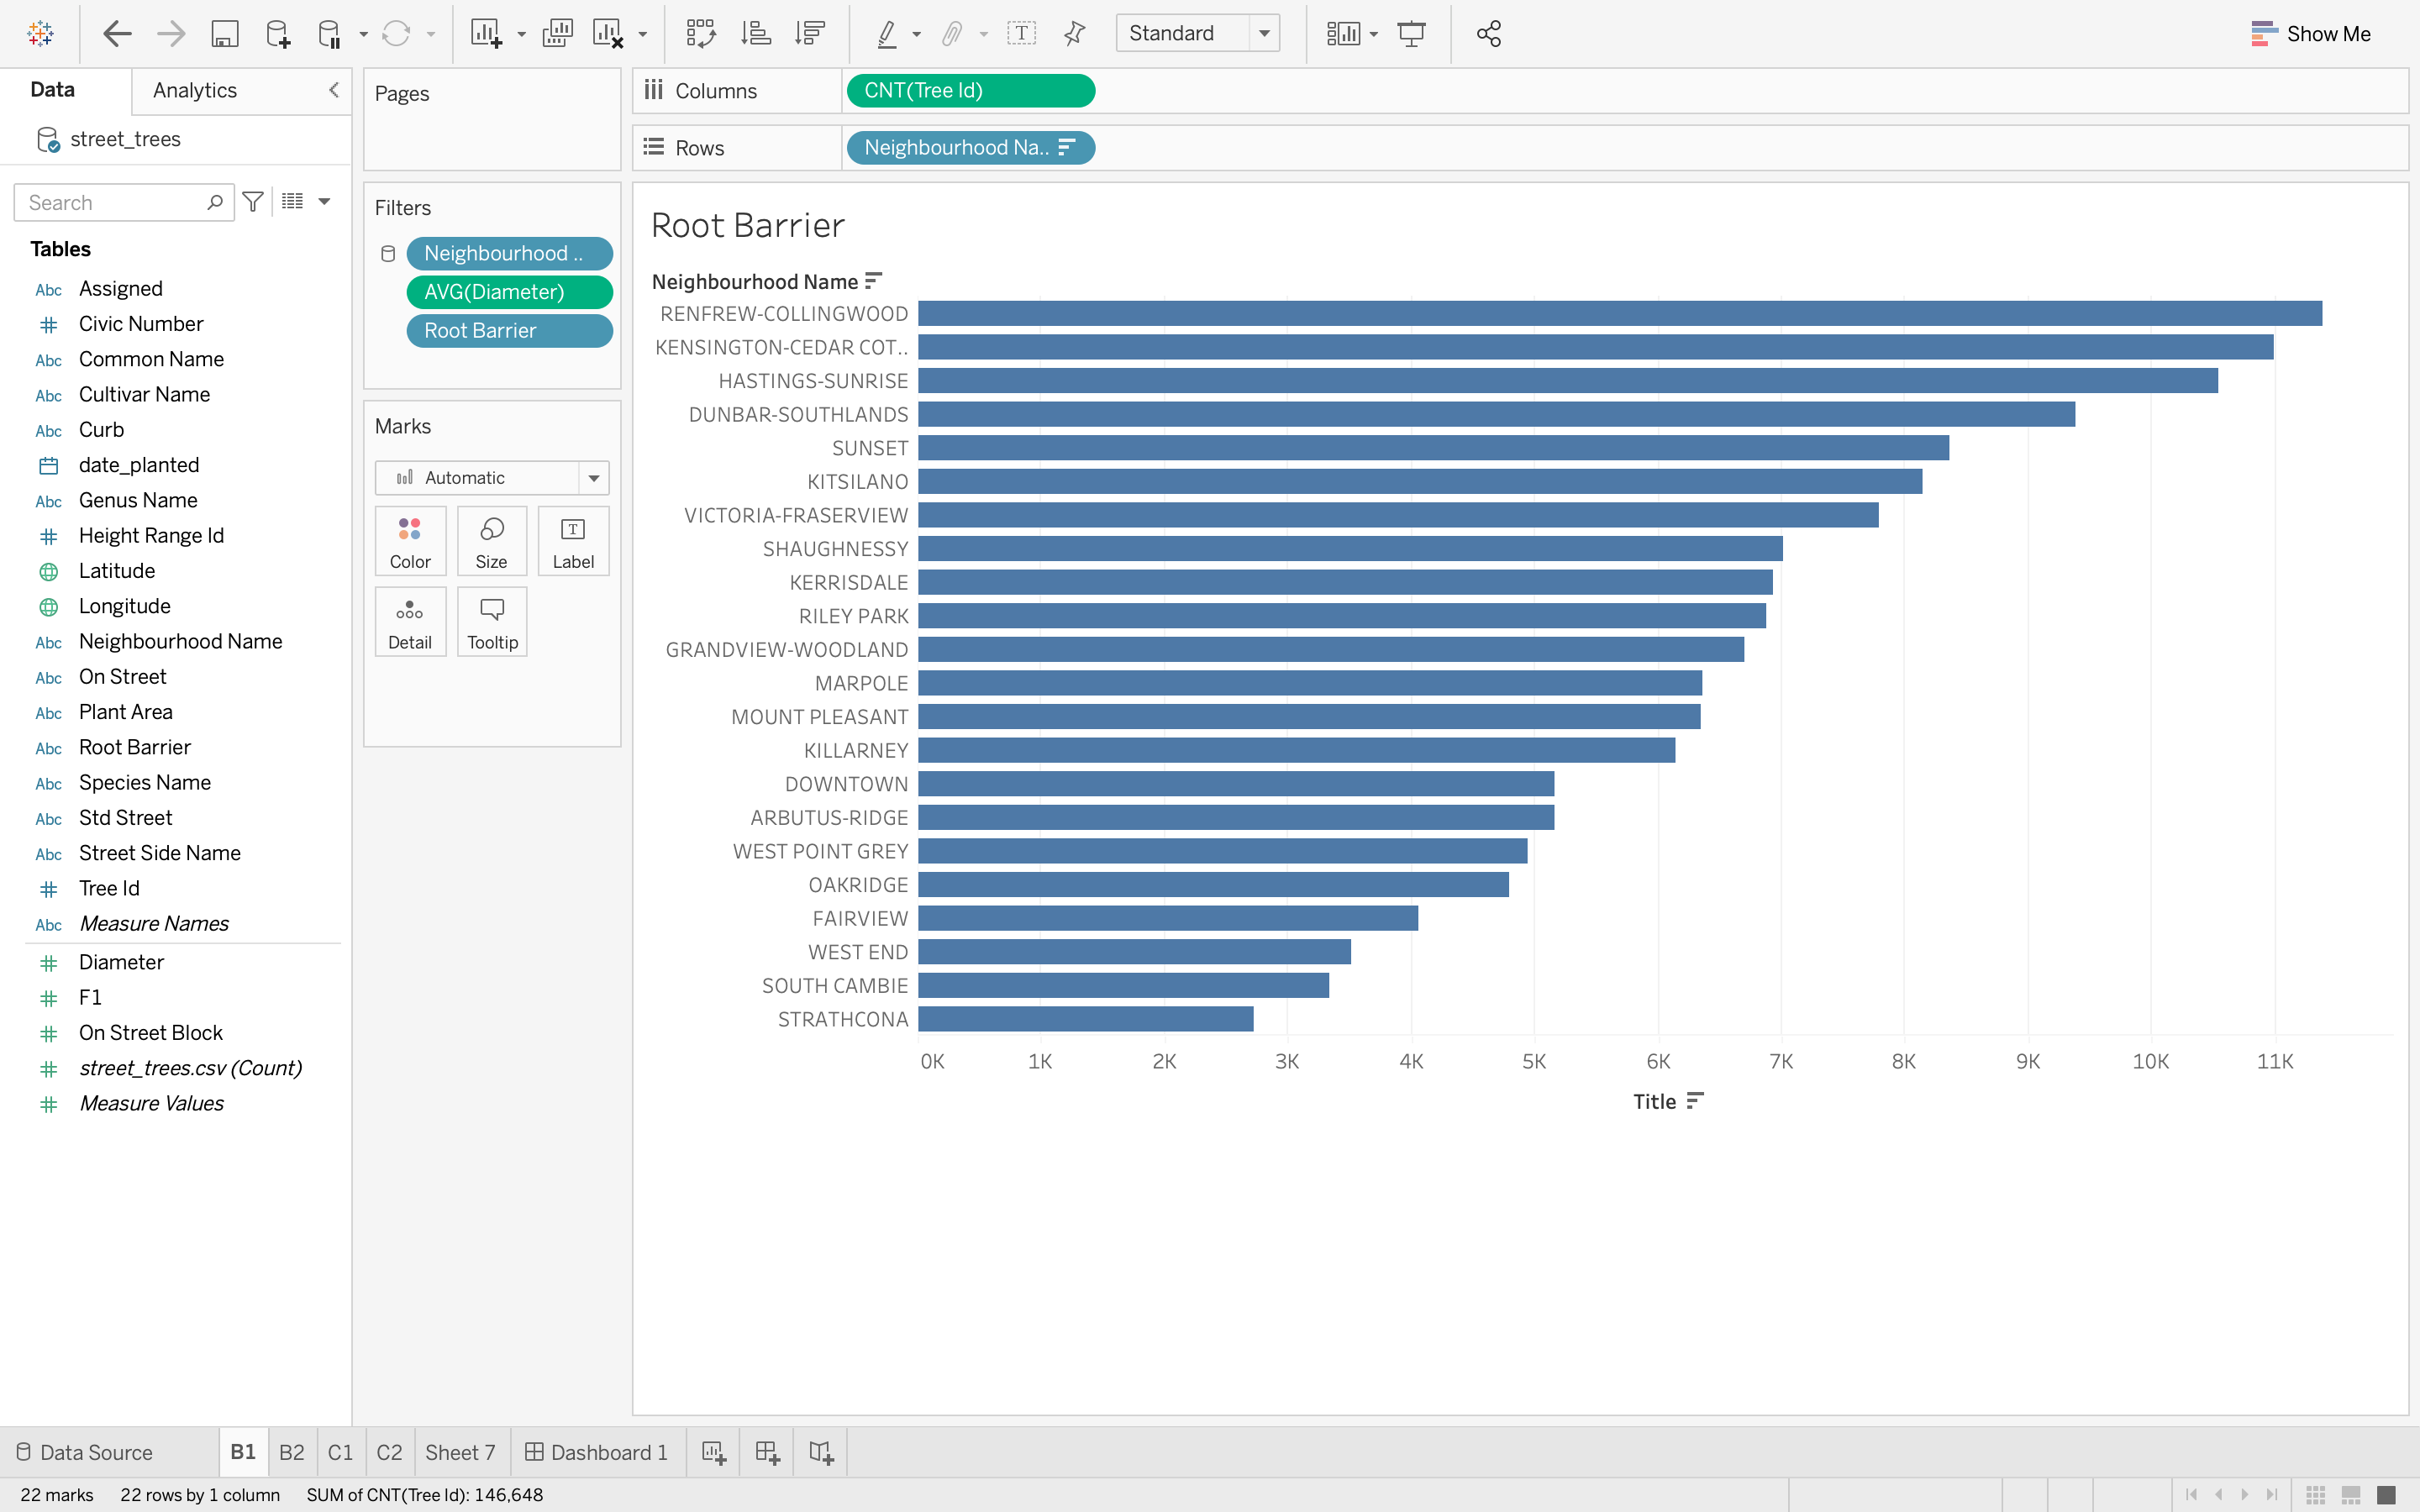 Standard
Show Me
Data
Analytics
street_trees
Search
Tables
Abc Assigned
# Civic Number
Abc Common Name
Abc Cultivar Name
Abc Curb
date_planted
Abc Genus Name
# Height Range Id
Latitude
Longitude
Abc Neighbourhood Name
Abc On Street
Abc Plant Area
Abc Root Barrier
Abc Species Name
Abc Std Street
Abc Street Side Name
# Tree Id
Abc Measure Names
# Diameter
# F1
# On Street Block
# street_trees.csv (Count)
# Measure Values
Pages
Filters
Neighbourhood ..
AVG(Diameter)
Root Barrier
Marks
Automatic
Color
Size
T
Label
Detail
Tooltip
Columns
CNT(Tree Id)
Rows
Neighbourhood Na..
Root Barrier
Neighbourhood Name
RENFREW-COLLINGWOOD
KENSINGTON-CEDAR COT..
HASTINGS-SUNRISE
DUNBAR-SOUTHLANDS
SUNSET
KITSILANO
VICTORIA-FRASERVIEW
SHAUGHNESSY
KERRISDALE
RILEY PARK
GRANDVIEW-WOODLAND
MARPOLE
MOUNT PLEASANT
KILLARNEY
DOWNTOWN
ARBUTUS-RIDGE
WEST POINT GREY
OAKRIDGE
FAIRVIEW
WEST END
SOUTH CAMBIE
STRATHCONA
0K 1K 2K 3K 4K 5K 6K 7K 8K 9K 10K 11K
Title
Data Source
B1
B2
C1
C2
Sheet 7
Dashboard 1
22 marks
22 rows by 1 column
SUM of CNT(Tree Id): 146,648